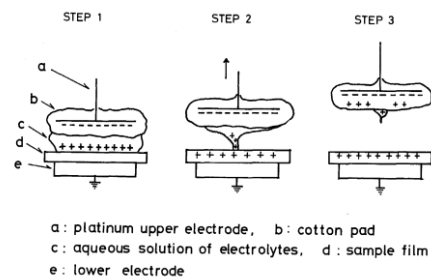 STEP 1 STEP 2 STEP 3
a
b
c
d
e
a : platinum upper electrode, b : cotton pad
c : aqueous solution of electrolytes, d : sample film
e : lower electrode